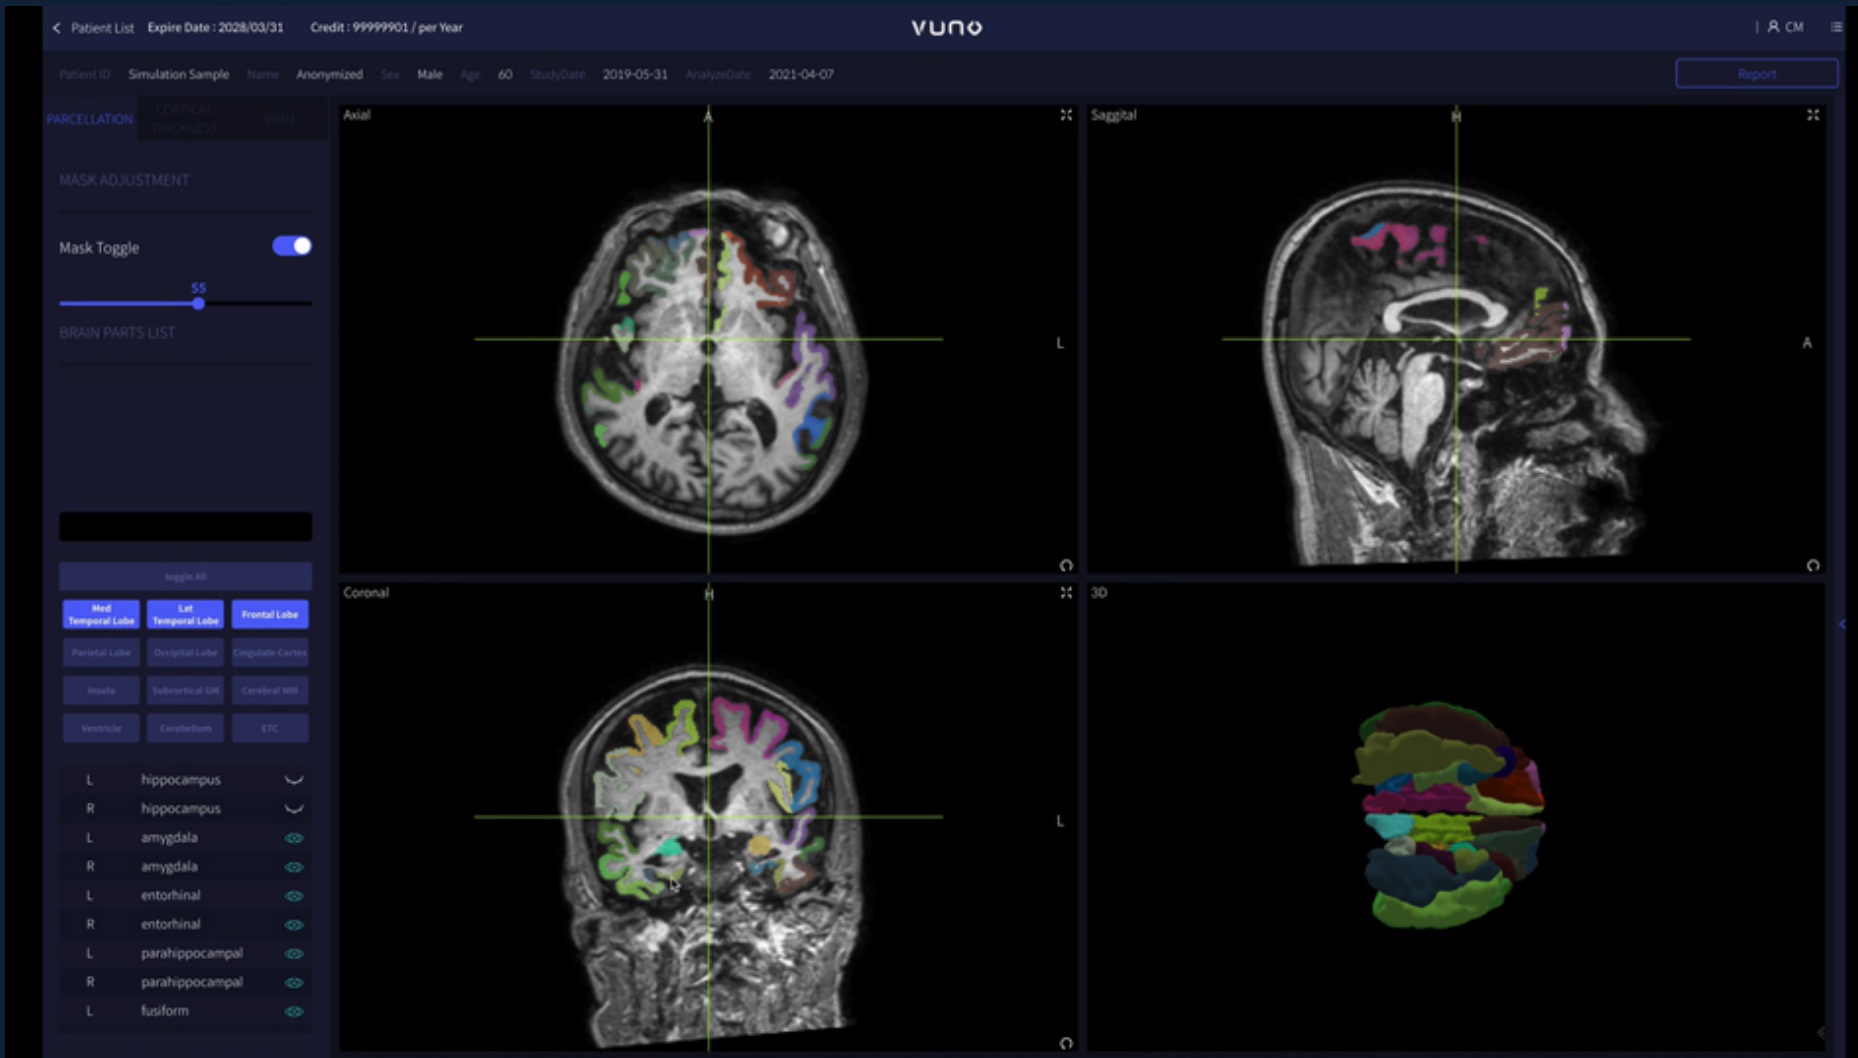 Patient List Expire Date : 2028/03/31 Credit : 99999901 / per Year VUNO CM
Patient ID Simulation Sample Name Anonymized Sex Male Age 60 StudyDate 2019-05-31 AnalyzeDate 2021-04-07 Report
PARCELLATION
CORTICAL
THICKNESS
WMH
MASK ADJUSTMENT
Mask Toggle
55
BRAIN PARTS LIST
toggle All
Med
Temporal Lobe
Lat
Temporal Lobe
Frontal Lobe
Parietal Lobe Occipital Lobe Cingulate Cortex
Insula Subcortical GM Cerebral WM
Ventricle Cerebellum ETC
L hippocampus
R hippocampus
L amygdala
R amygdala
L entorhinal
R entorhinal
L parahippocampal
R parahippocampal
L fusiform
Axial
A
L
Saggital
H
A
Coronal
H
L
3D